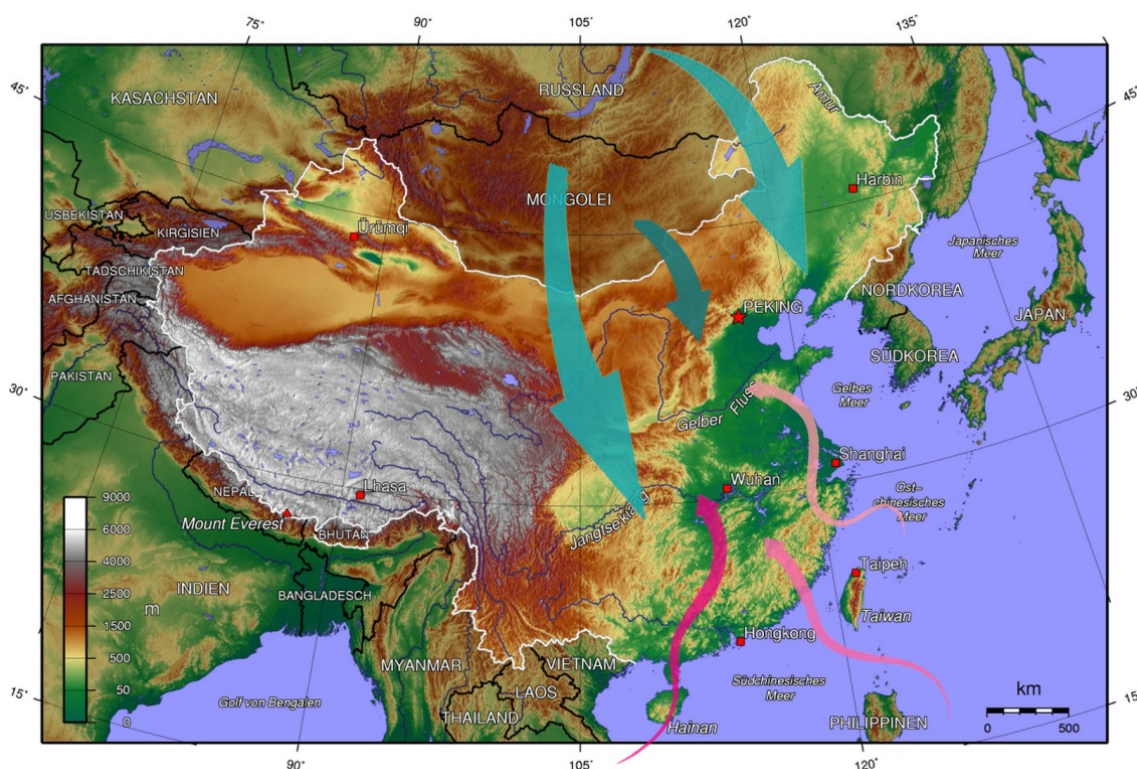 75°
90°
105°
120°
135°
45°
KASACHSTAN
RUSSLAND
Amur
45°
MONGOLEI
Harbin
USBEKISTAN
KIRGISIEN
Ürümqi
Japanisches
Meer
TADSCHIKISTAN
AFGHANISTAN
NORDKOREA
PEKING
JAPAN
SÜDKOREA
PAKISTAN
30°
Gelber
Fluss
Gelbes
Meer
30°
Shanghai
Wuhan
Lhasa
Ost-
chinesisches
Meer
9000
6000
4000
2500
1500
500
50
0
m
NEPAL
Mount Everest
BHUTAN
Jangtsekiang
Taipeh
INDIEN
BANGLADESCH
Taiwan
Hongkong
MYANMAR
VIETNAM
Südchinesisches
Meer
LAOS
15°
Golf von Bengalen
THAILAND
Hainan
PHILIPPINEN
km
0
500
15°
90°
105°
120°